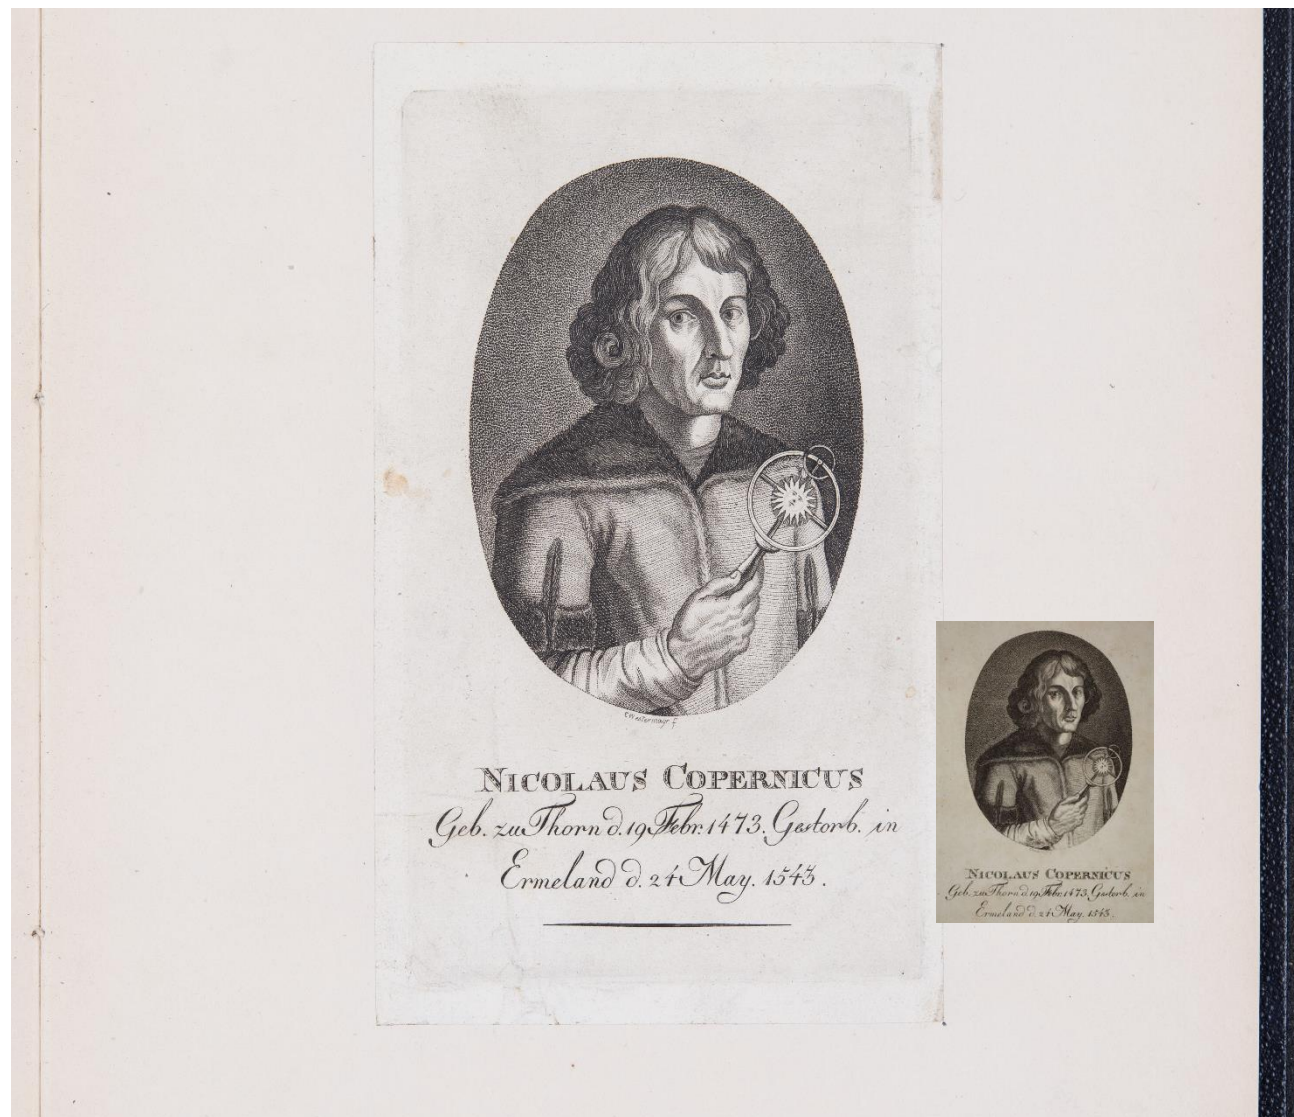 C Westermayr f.
NICOLAUS COPERNICUS
Geb. zu Thorn d. 19 Febr. 1473. Gestorb. in
Ermeland d. 24 May. 1543.
NICOLAUS COPERNICUS
Geb. zu Thorn d. 19 Febr. 1473. Gestorb. in
Ermeland d. 24 May. 1543.